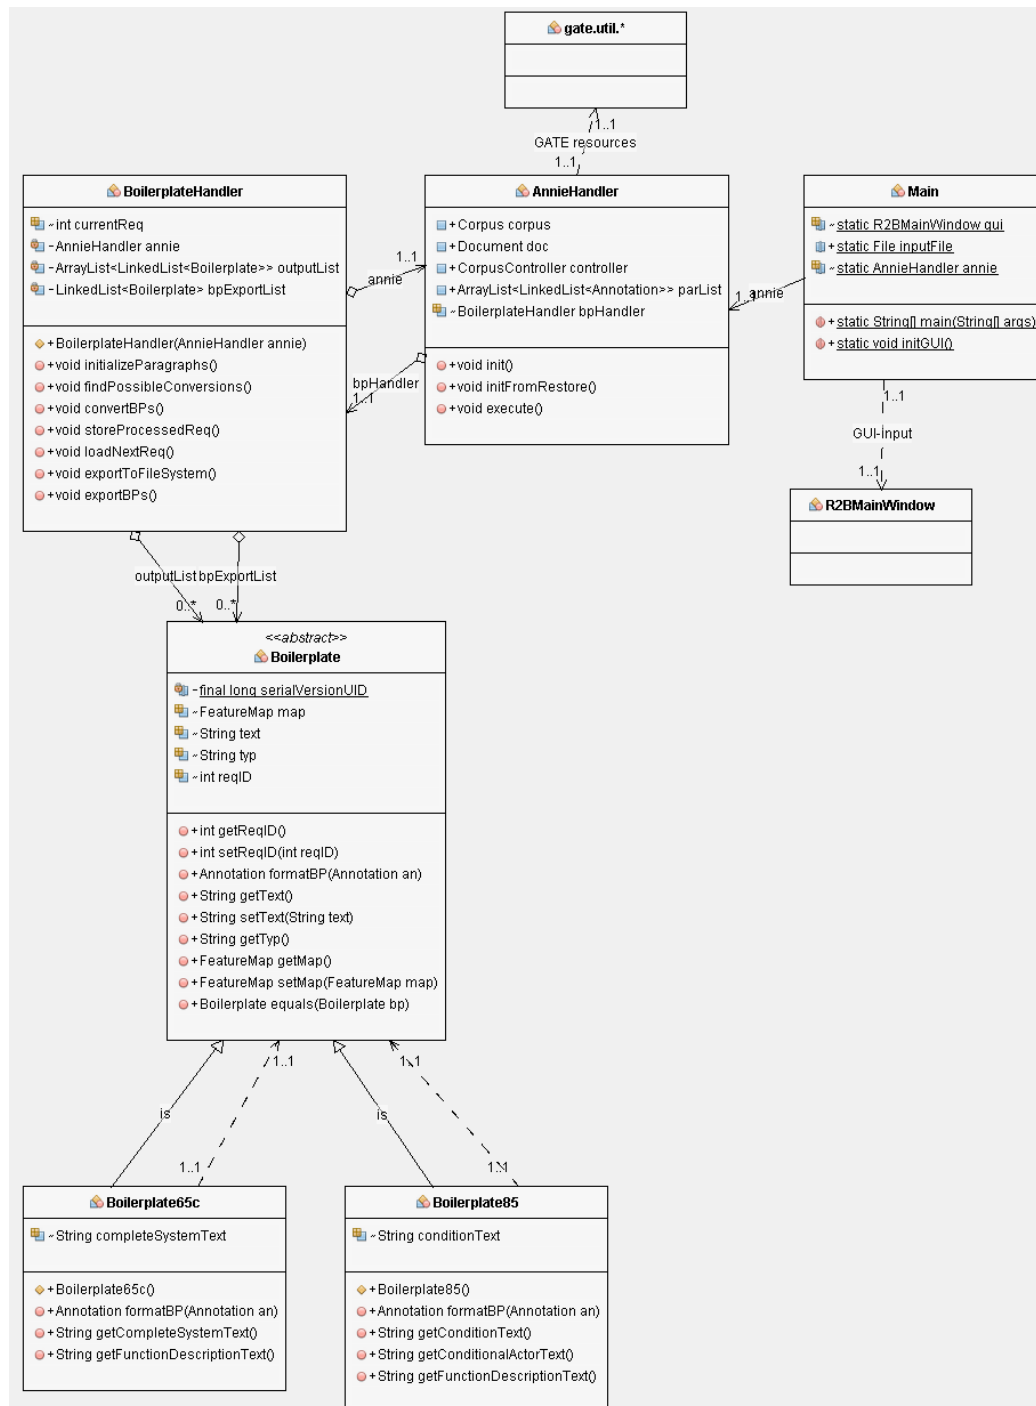 gate.util.*
1..1
GATE resources
1..1
BoilerplateHandler
~int currentReq
-AnnieHandler annie
-ArrayList<LinkedList<Boilerplate>> outputList
-LinkedList<Boilerplate> bpExportList
+BoilerplateHandler(AnnieHandler annie)
+void initializeParagraphs()
+void findPossibleConversions()
+void convertBPs()
+void storeProcessedReq()
+void loadNextReq()
+void exportToFileSystem()
+void exportBPs()
1..1
annie
bpHandler
1..1
AnnieHandler
+Corpus corpus
+Document doc
+CorpusController controller
+ArrayList<LinkedList<Annotation>> parList
~BoilerplateHandler bpHandler
+void init()
+void initFromRestore()
+void execute()
1..1
annie
Main
~static R2BMainWindow gui
+static File inputFile
~static AnnieHandler annie
+static String[] main(String[] args)
+static void initGUI()
1..1
GUI-Input
1..1
R2BMainWindow
outputList
bpExportList
0..*
0..*
<<abstract>>
Boilerplate
-final long serialVersionUID
~FeatureMap map
~String text
~String typ
~int reqID
+int getReqID()
+int setReqID(int reqID)
+Annotation formatBP(Annotation an)
+String getText()
+String setText(String text)
+String getTyp()
+FeatureMap getMap()
+FeatureMap setMap(FeatureMap map)
+Boilerplate equals(Boilerplate bp)
1..1
1..1
is
is
1..1
1..1
Boilerplate65c
~String completeSystemText
+Boilerplate65c()
+Annotation formatBP(Annotation an)
+String getCompleteSystemText()
+String getFunctionDescriptionText()
Boilerplate85
~String conditionText
+Boilerplate85()
+Annotation formatBP(Annotation an)
+String getConditionText()
+String getConditionalActorText()
+String getFunctionDescriptionText()